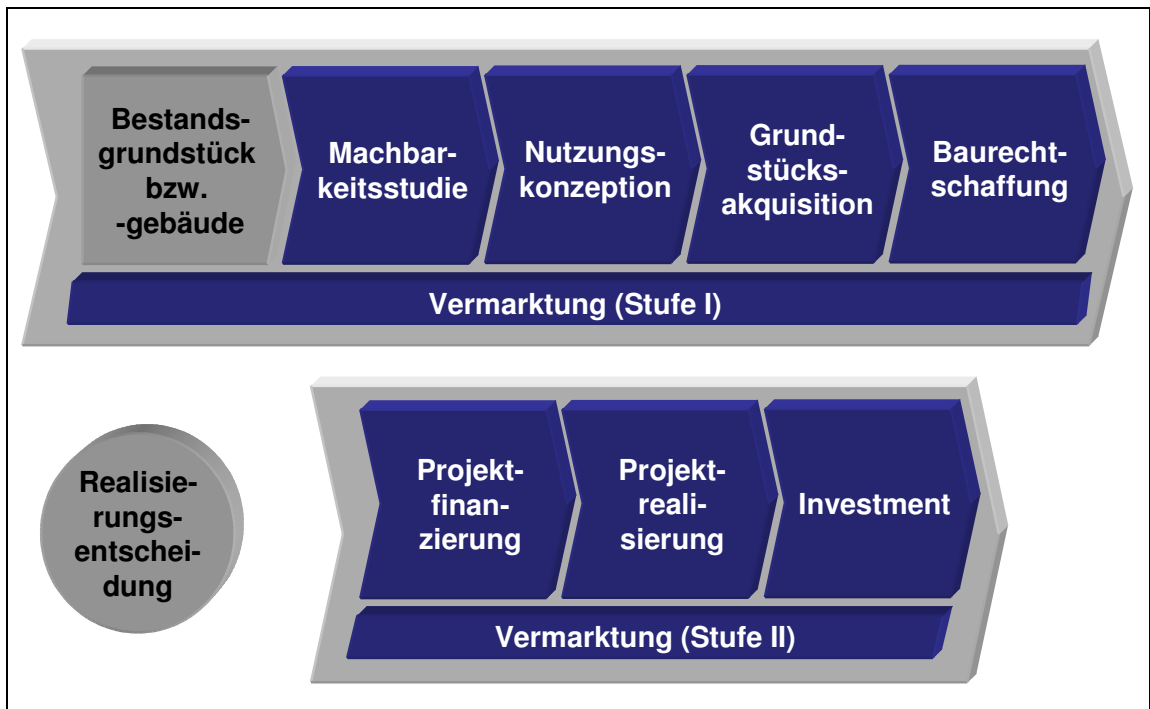 Bestands-
grundstück
bzw.
-gebäude
Machbar-
keitsstudie
Nutzungs-
konzeption
Grund-
stücks-
akquisition
Baurecht-
schaffung
Vermarktung (Stufe I)
Realisie-
rungs-
entschei-
dung
Projekt-
finan-
zierung
Projekt-
reali-
sierung
Investment
Vermarktung (Stufe II)